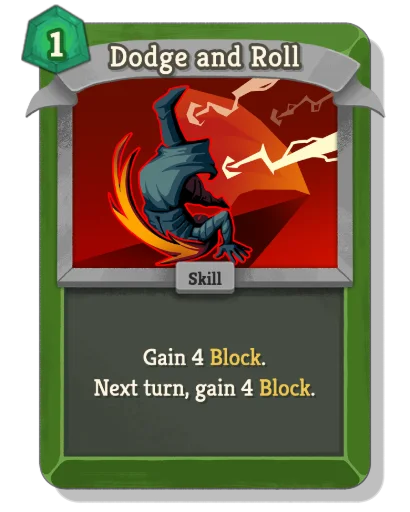 1
Dodge and Roll
Skill
Gain 4 Block.
Next turn, gain 4 Block.